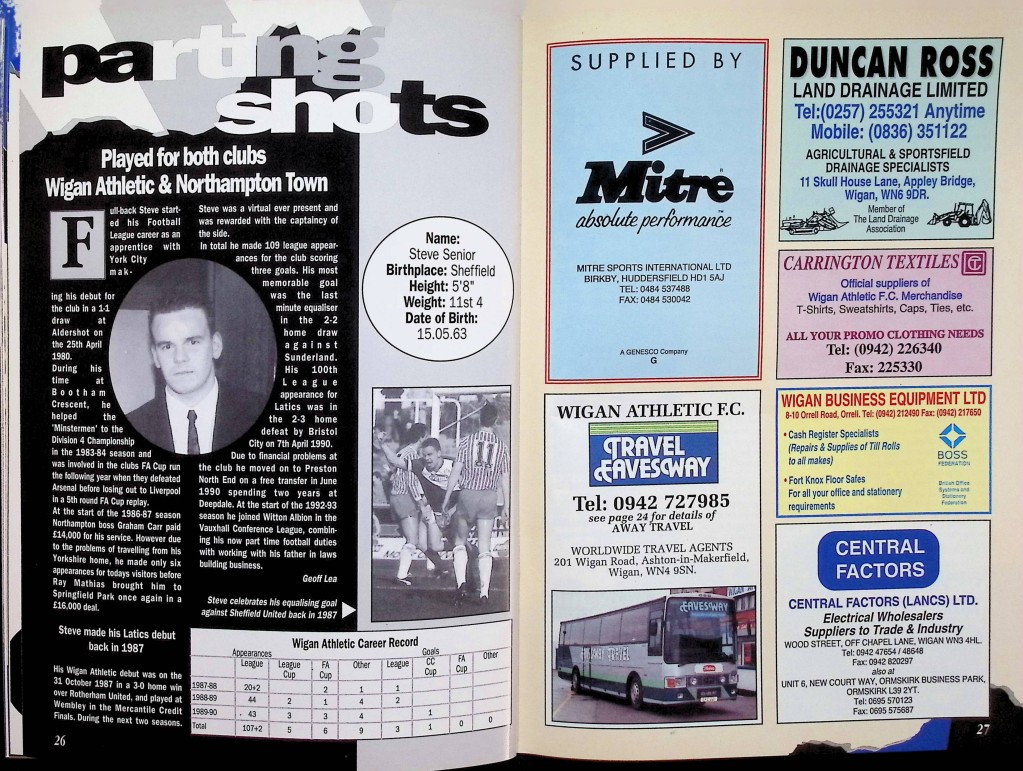 parting
shots
Played for both clubs
Wigan Athletic & Northampton Town
Full-back Steve start-
ed his Football
League career as an
apprentice with
York City
mak-
ing his debut for
the club in a 1-1
draw at
Aldershot on
the 25th April
1980.
During his
time at
Bootham
Crescent, he
helped the
'Minstermen' to the
Division 4 Championship
in the 1983-84 season and
was involved in the clubs FA Cup run
the following year when they defeated
Arsenal before losing out to Liverpool
in a 5th round FA Cup replay.
At the start of the 1986-87 season
Northampton boss Graham Carr paid
£14,000 for his service. However due
to the problems of travelling from his
Yorkshire home, he made only six
appearances for todays visitors before
Ray Mathias brought him to
Springfield Park once again in a
£16,000 deal.
Steve made his Latics debut
back in 1987
His Wigan Athletic debut was on the
31 October 1987 in a 3-0 home win
over Rotherham United, and played at
Wembley in the Mercantile Credit
Finals. During the next two seasons.
Steve was a virtual ever present and
was rewarded with the captaincy of
the side.
In total he made 109 league appear-
ances for the club scoring
three goals. His most
memorable goal
was the last
minute equaliser
in the 2-2
home draw
against
Sunderland.
His 100th
League
appearance for
Latics was in
the 2-3 home
defeat by Bristol
City on 7th April 1990.
Due to financial problems at
the club he moved on to Preston
North End on a free transfer in June
1990 spending two years at
Deepdale. At the start of the 1992-93
season he joined Witton Albion in the
Vauxhall Conference League, combin-
ing his now part time football duties
with working with his father in laws
building business.
Geoff Lea
Steve celebrates his equalising goal
against Sheffield United back in 1987
Name:
Steve Senior
Birthplace: Sheffield
Height: 5'8"
Weight: 11st 4
Date of Birth:
15.05.63
11
Wigan Athletic Career Record
Appearances Goals
League League Cup FA Cup Other League CC Cup FA Cup Other
1987-88 20+2 2 1 1
1988-89 44 2 1 4 2
1989-90 43 3 3 4 1
Total 107+2 5 6 9 3 1 0 0
26
SUPPLIED BY
Mitre
absolute performance
MITRE SPORTS INTERNATIONAL LTD
BIRKBY, HUDDERSFIELD HD1 5AJ
TEL: 0484 537488
FAX: 0484 530042
A GENESCO Company
G
WIGAN ATHLETIC F.C.
TRAVEL
EAVESWAY
Tel: 0942 727985
see page 24 for details of
AWAY TRAVEL
WORLDWIDE TRAVEL AGENTS
201 Wigan Road, Ashton-in-Makerfield,
Wigan, WN4 9SN.
EAVESWAY
EAVESWAY TRAVEL
DUNCAN ROSS
LAND DRAINAGE LIMITED
Tel:(0257) 255321 Anytime
Mobile: (0836) 351122
AGRICULTURAL & SPORTSFIELD
DRAINAGE SPECIALISTS
11 Skull House Lane, Appley Bridge,
Wigan, WN6 9DR.
Member of
The Land Drainage
Association
CARRINGTON TEXTILES
Official suppliers of
Wigan Athletic F.C. Merchandise
T-Shirts, Sweatshirts, Caps, Ties, etc.
ALL YOUR PROMO CLOTHING NEEDS
Tel: (0942) 226340
Fax: 225330
WIGAN BUSINESS EQUIPMENT LTD
8-10 Orrell Road, Orrell. Tel: (0942) 212490 Fax: (0942) 217650
• Cash Register Specialists
(Repairs & Supplies of Till Rolls
to all makes)
• Fort Knox Floor Safes
For all your office and stationery
requirements
BOSS
FEDERATION
British Office
Systems and
Stationery
Federation
CENTRAL
FACTORS
CENTRAL FACTORS (LANCS) LTD.
Electrical Wholesalers
Suppliers to Trade & Industry
WOOD STREET, OFF CHAPEL LANE, WIGAN WN3 4HL.
Tel: 0942 47654 / 48648
Fax: 0942 820297
also at
UNIT 6, NEW COURT WAY, ORMSKIRK BUSINESS PARK,
ORMSKIRK L39 2YT.
Tel: 0695 570123
Fax: 0695 575687
27